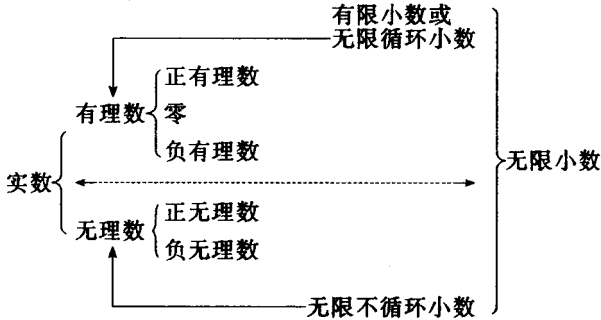 有限小数或
无限循环小数
正有理数
有理数
零
负有理数
无限小数
实数
正无理数
无理数
负无理数
无限不循环小数